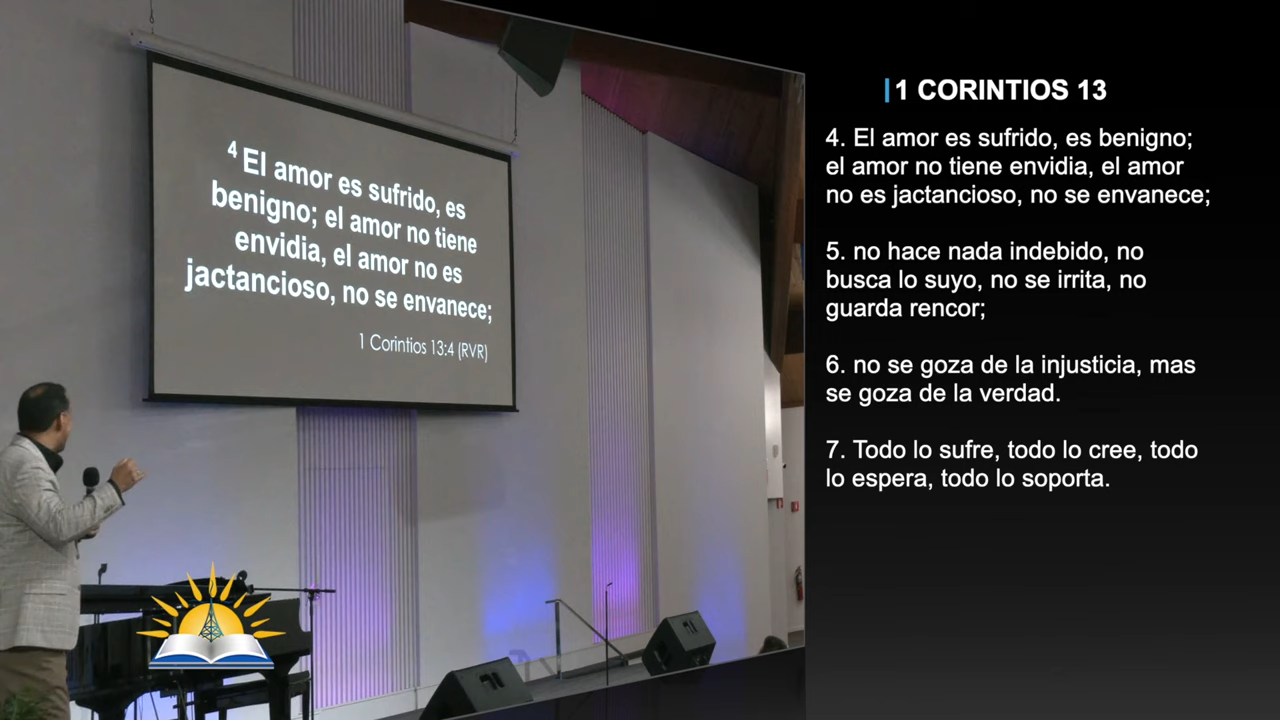 4 El amor es sufrido, es
benigno; el amor no tiene
envidia, el amor no es
jactancioso, no se envanece;
1 Corintios 13:4 (RVR)
1 CORINTIOS 13
4. El amor es sufrido, es benigno;
el amor no tiene envidia, el amor
no es jactancioso, no se envanece;
5. no hace nada indebido, no
busca lo suyo, no se irrita, no
guarda rencor;
6. no se goza de la injusticia, mas
se goza de la verdad.
7. Todo lo sufre, todo lo cree, todo
lo espera, todo lo soporta.